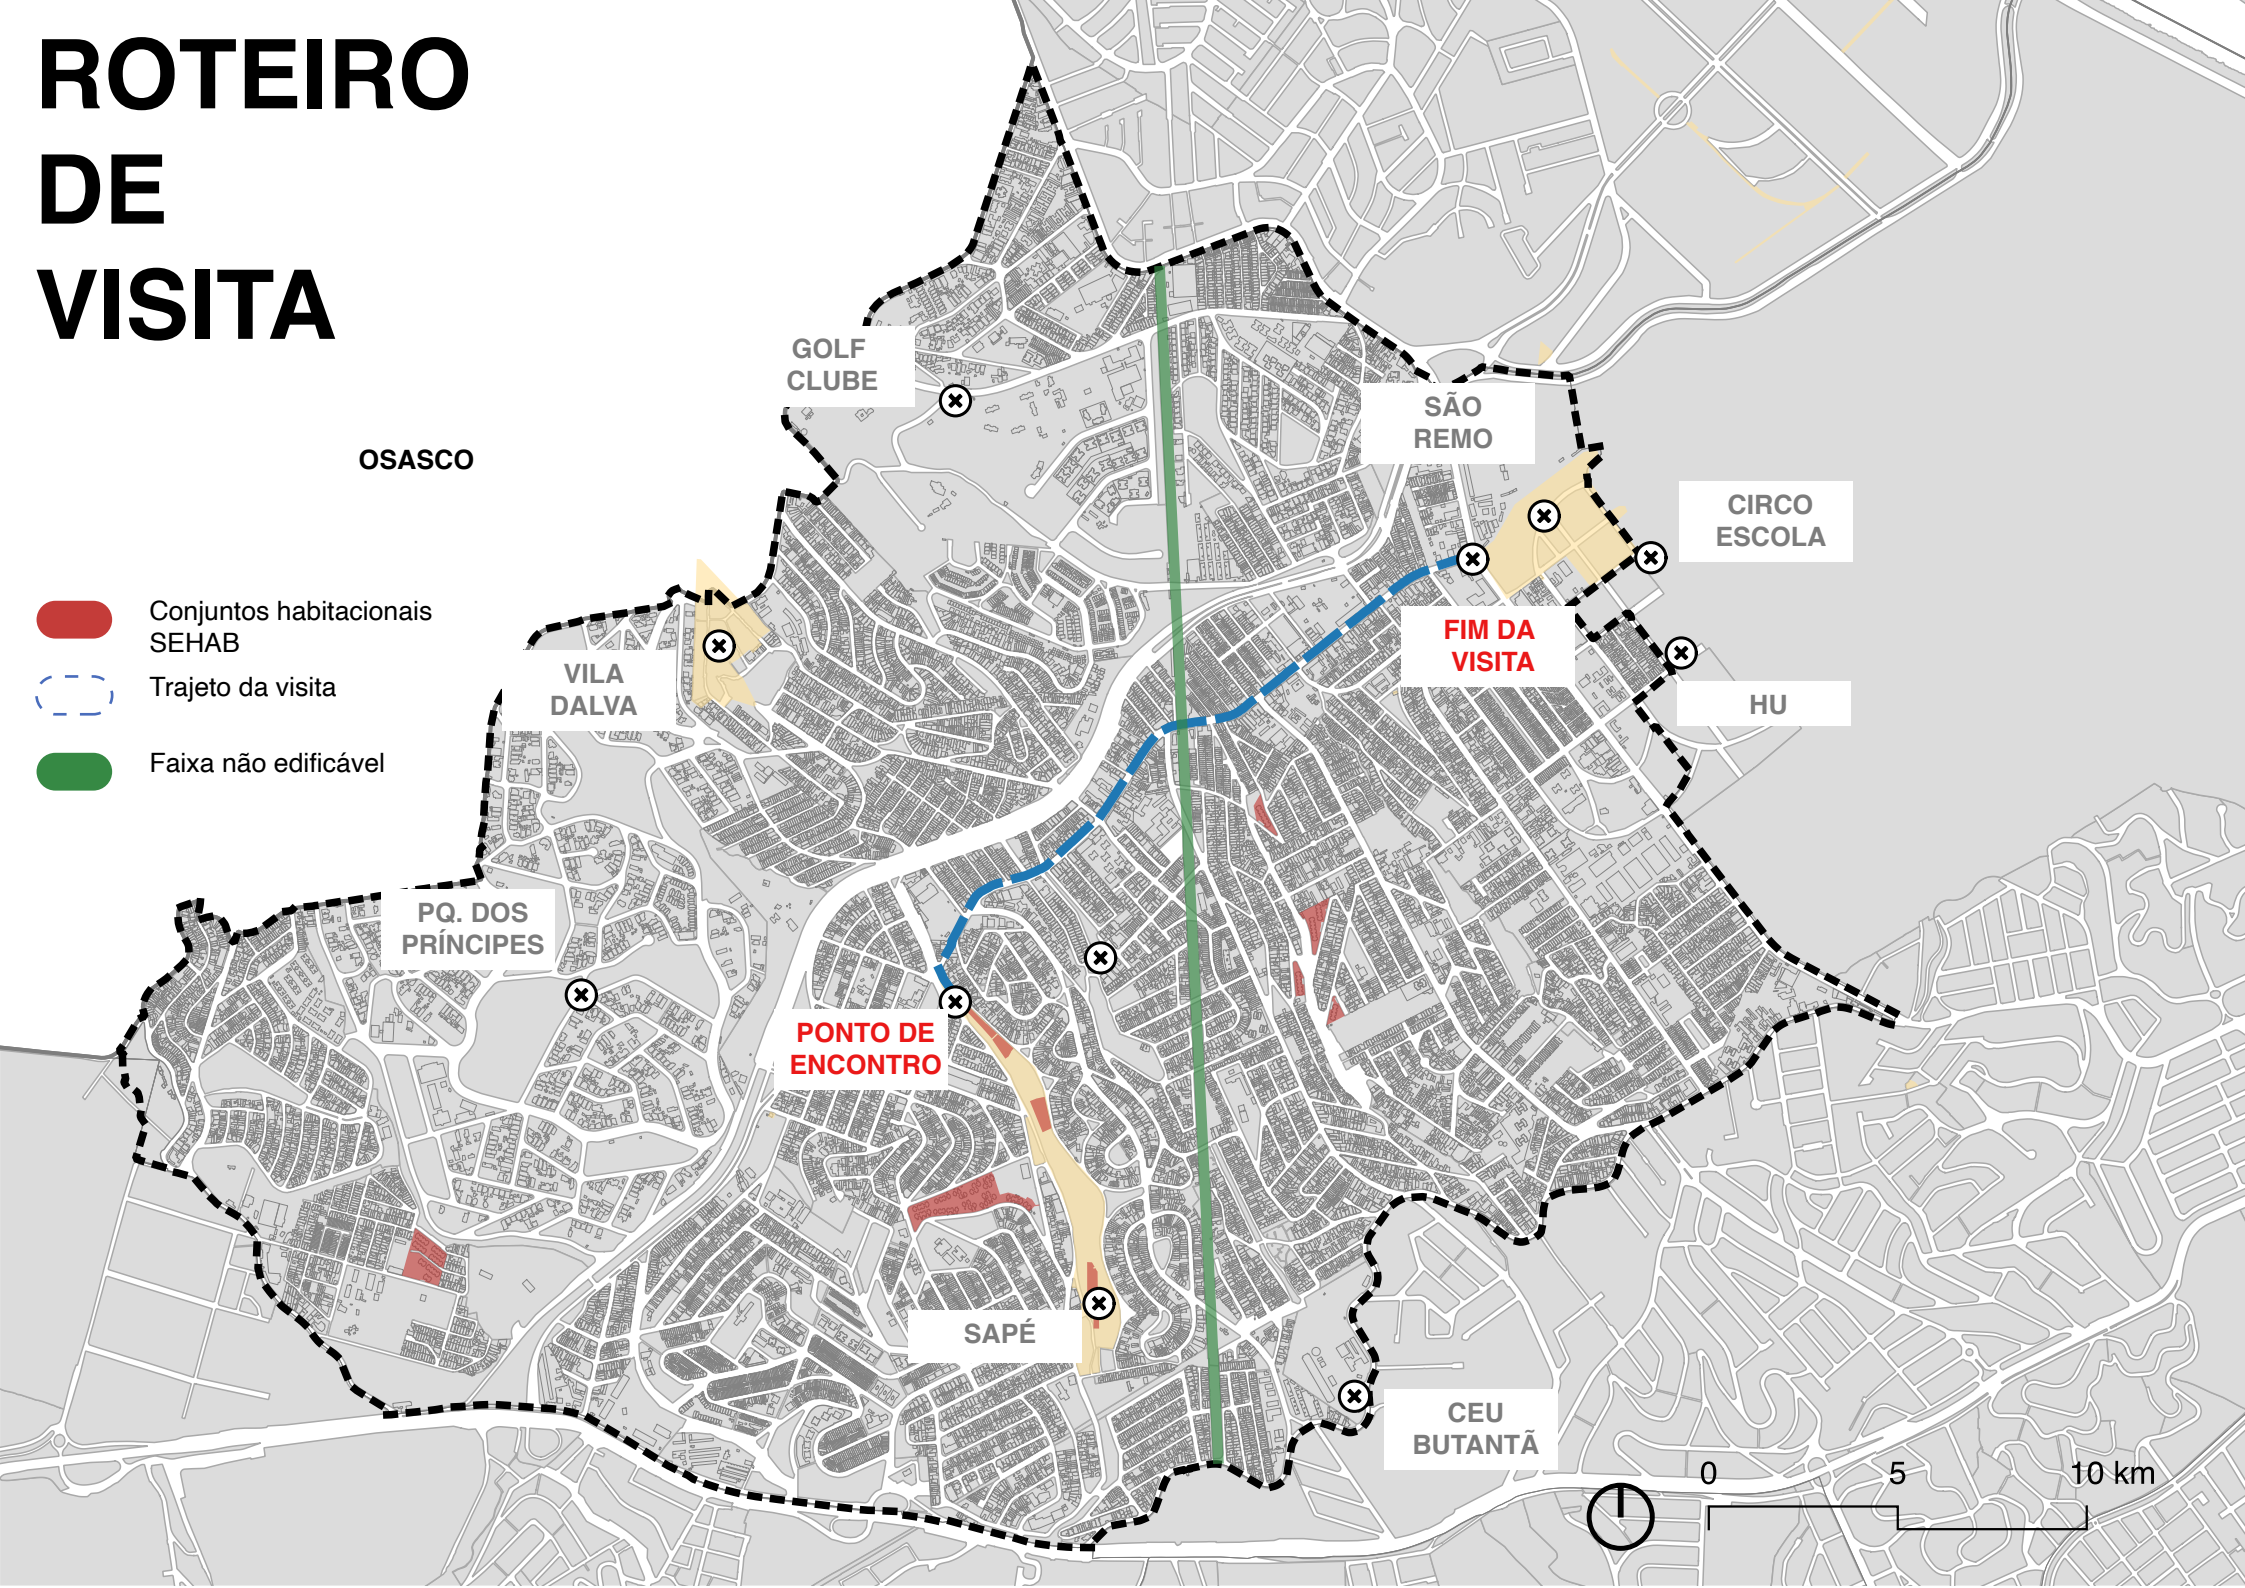 ROTEIRO
DE
VISITA
OSASCO
Conjuntos habitacionais
SEHAB
Trajeto da visita
Faixa não edificável
GOLF
CLUBE
SÃO
REMO
CIRCO
ESCOLA
FIM DA
VISITA
HU
VILA
DALVA
PQ. DOS
PRÍNCIPES
PONTO DE
ENCONTRO
SAPÉ
CEU
BUTANTÃ
0 5 10 km